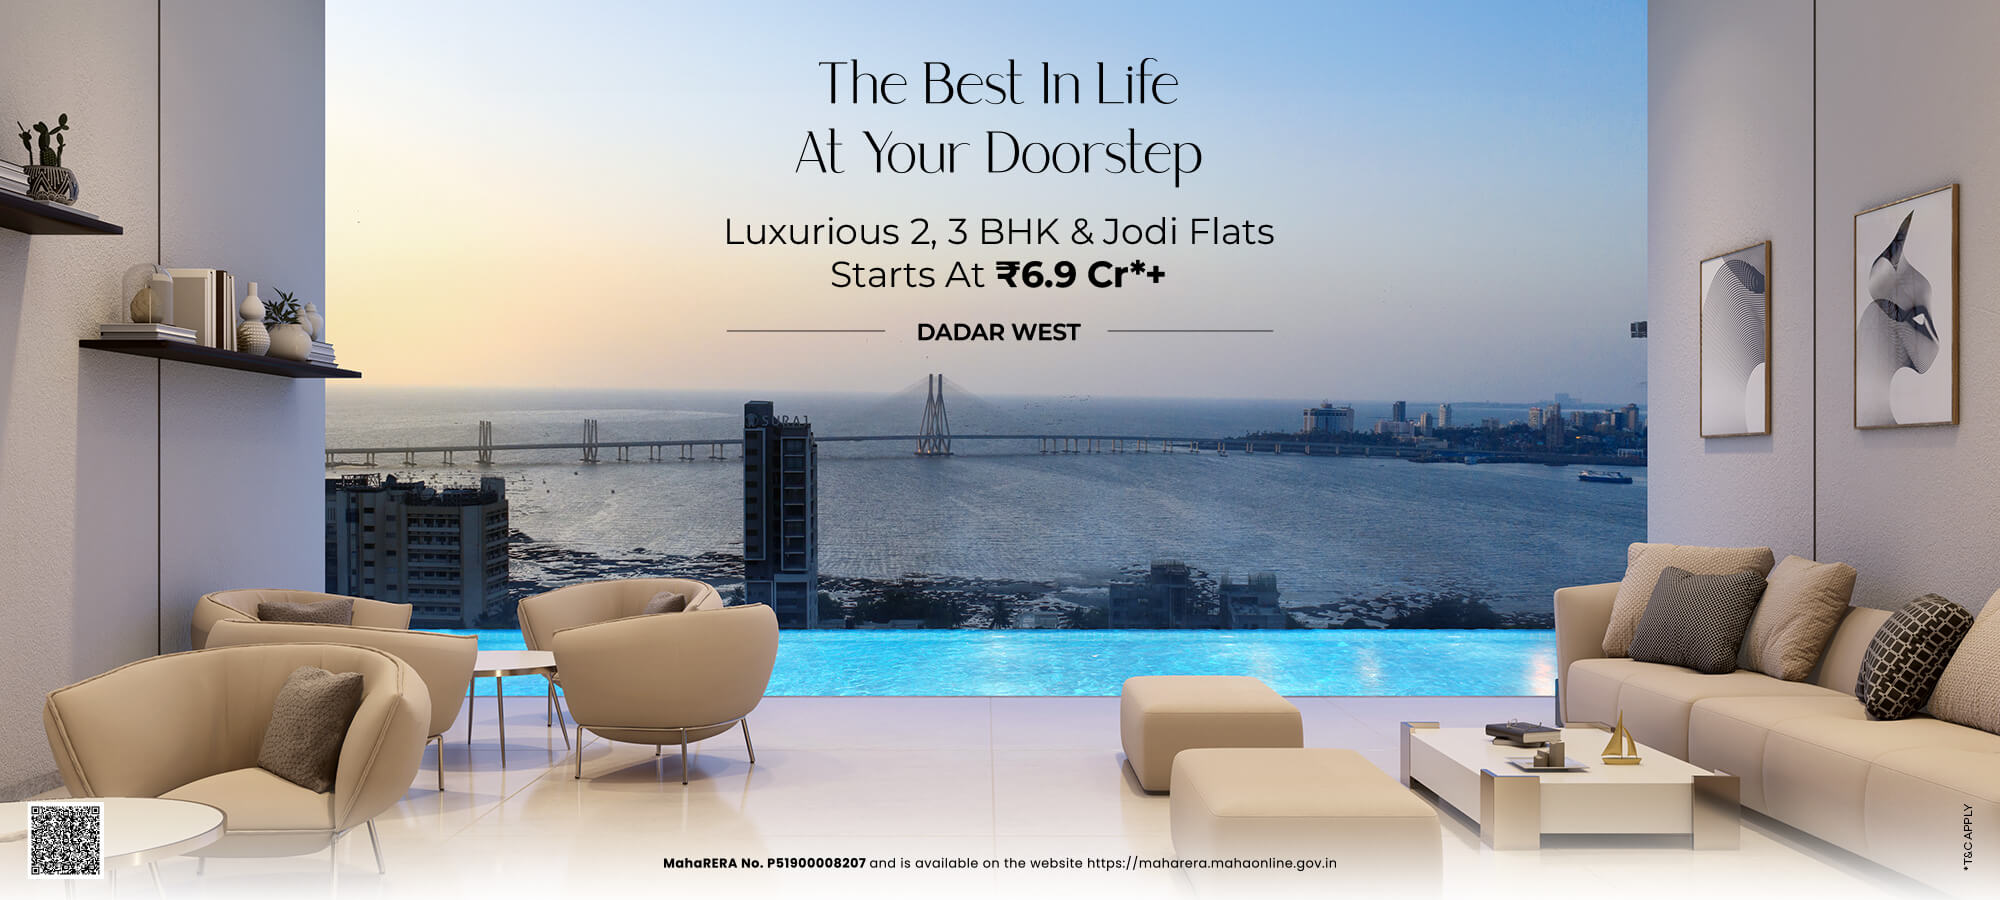 The Best In Life
At Your Doorstep
Luxurious 2, 3 BHK & Jodi Flats
Starts At ₹6.9 Cr*+
DADAR WEST
SURAJ
MahaRERA No. P51900008207 and is available on the website https://maharera.mahaonline.gov.in
*T&C APPLY